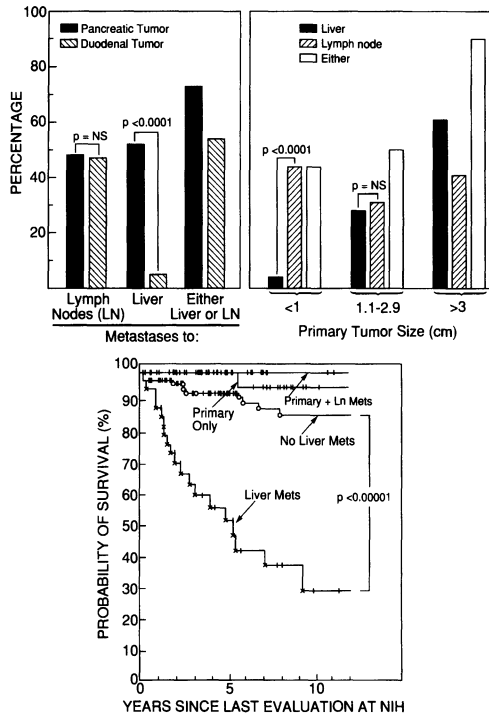 100
80
60
40
20
PERCENTAGE
Pancreatic Tumor
Duodenal Tumor
p = NS
p <0.0001
Lymph Nodes (LN)
Liver
Either Liver or LN
Metastases to:
Liver
Lymph node
Either
p <0.0001
p = NS
<1
1.1-2.9
>3
Primary Tumor Size (cm)
100
90
80
70
60
50
40
30
20
10
0
PROBABILITY OF SURVIVAL (%)
Primary Only
Primary + Ln Mets
No Liver Mets
Liver Mets
p <0.00001
0
5
10
YEARS SINCE LAST EVALUATION AT NIH